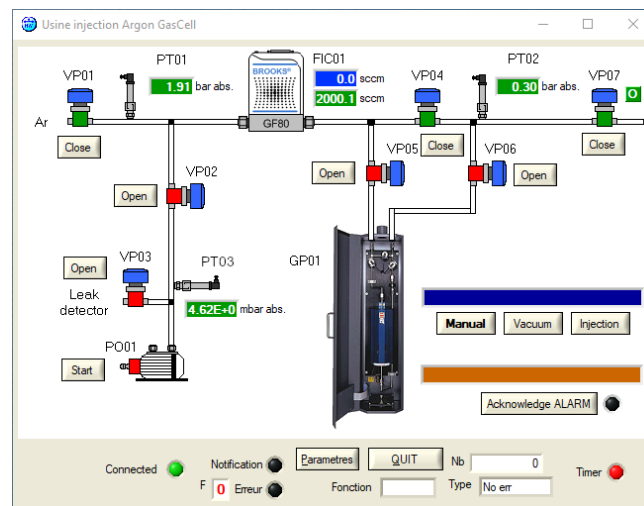 Usine injection Argon GasCell
PT01
FIC01
PT02
VP01
1.91 bar abs.
BROOKS®
0.0 sccm
VP04
0.30 bar abs.
VP07
2000.1 sccm
O
Ar
GF80
Close
Close
Close
VP05
VP06
VP02
Open
Open
Open
VP03
Open
PT03
GP01
Leak
detector
4.62E+0 mbar abs.
Manual
Vacuum
Injection
PO01
Start
Acknowledge ALARM
Connected
Notification
Parametres
QUIT
Nb
0
Timer
F
0
Erreur
Fonction
Type
No err